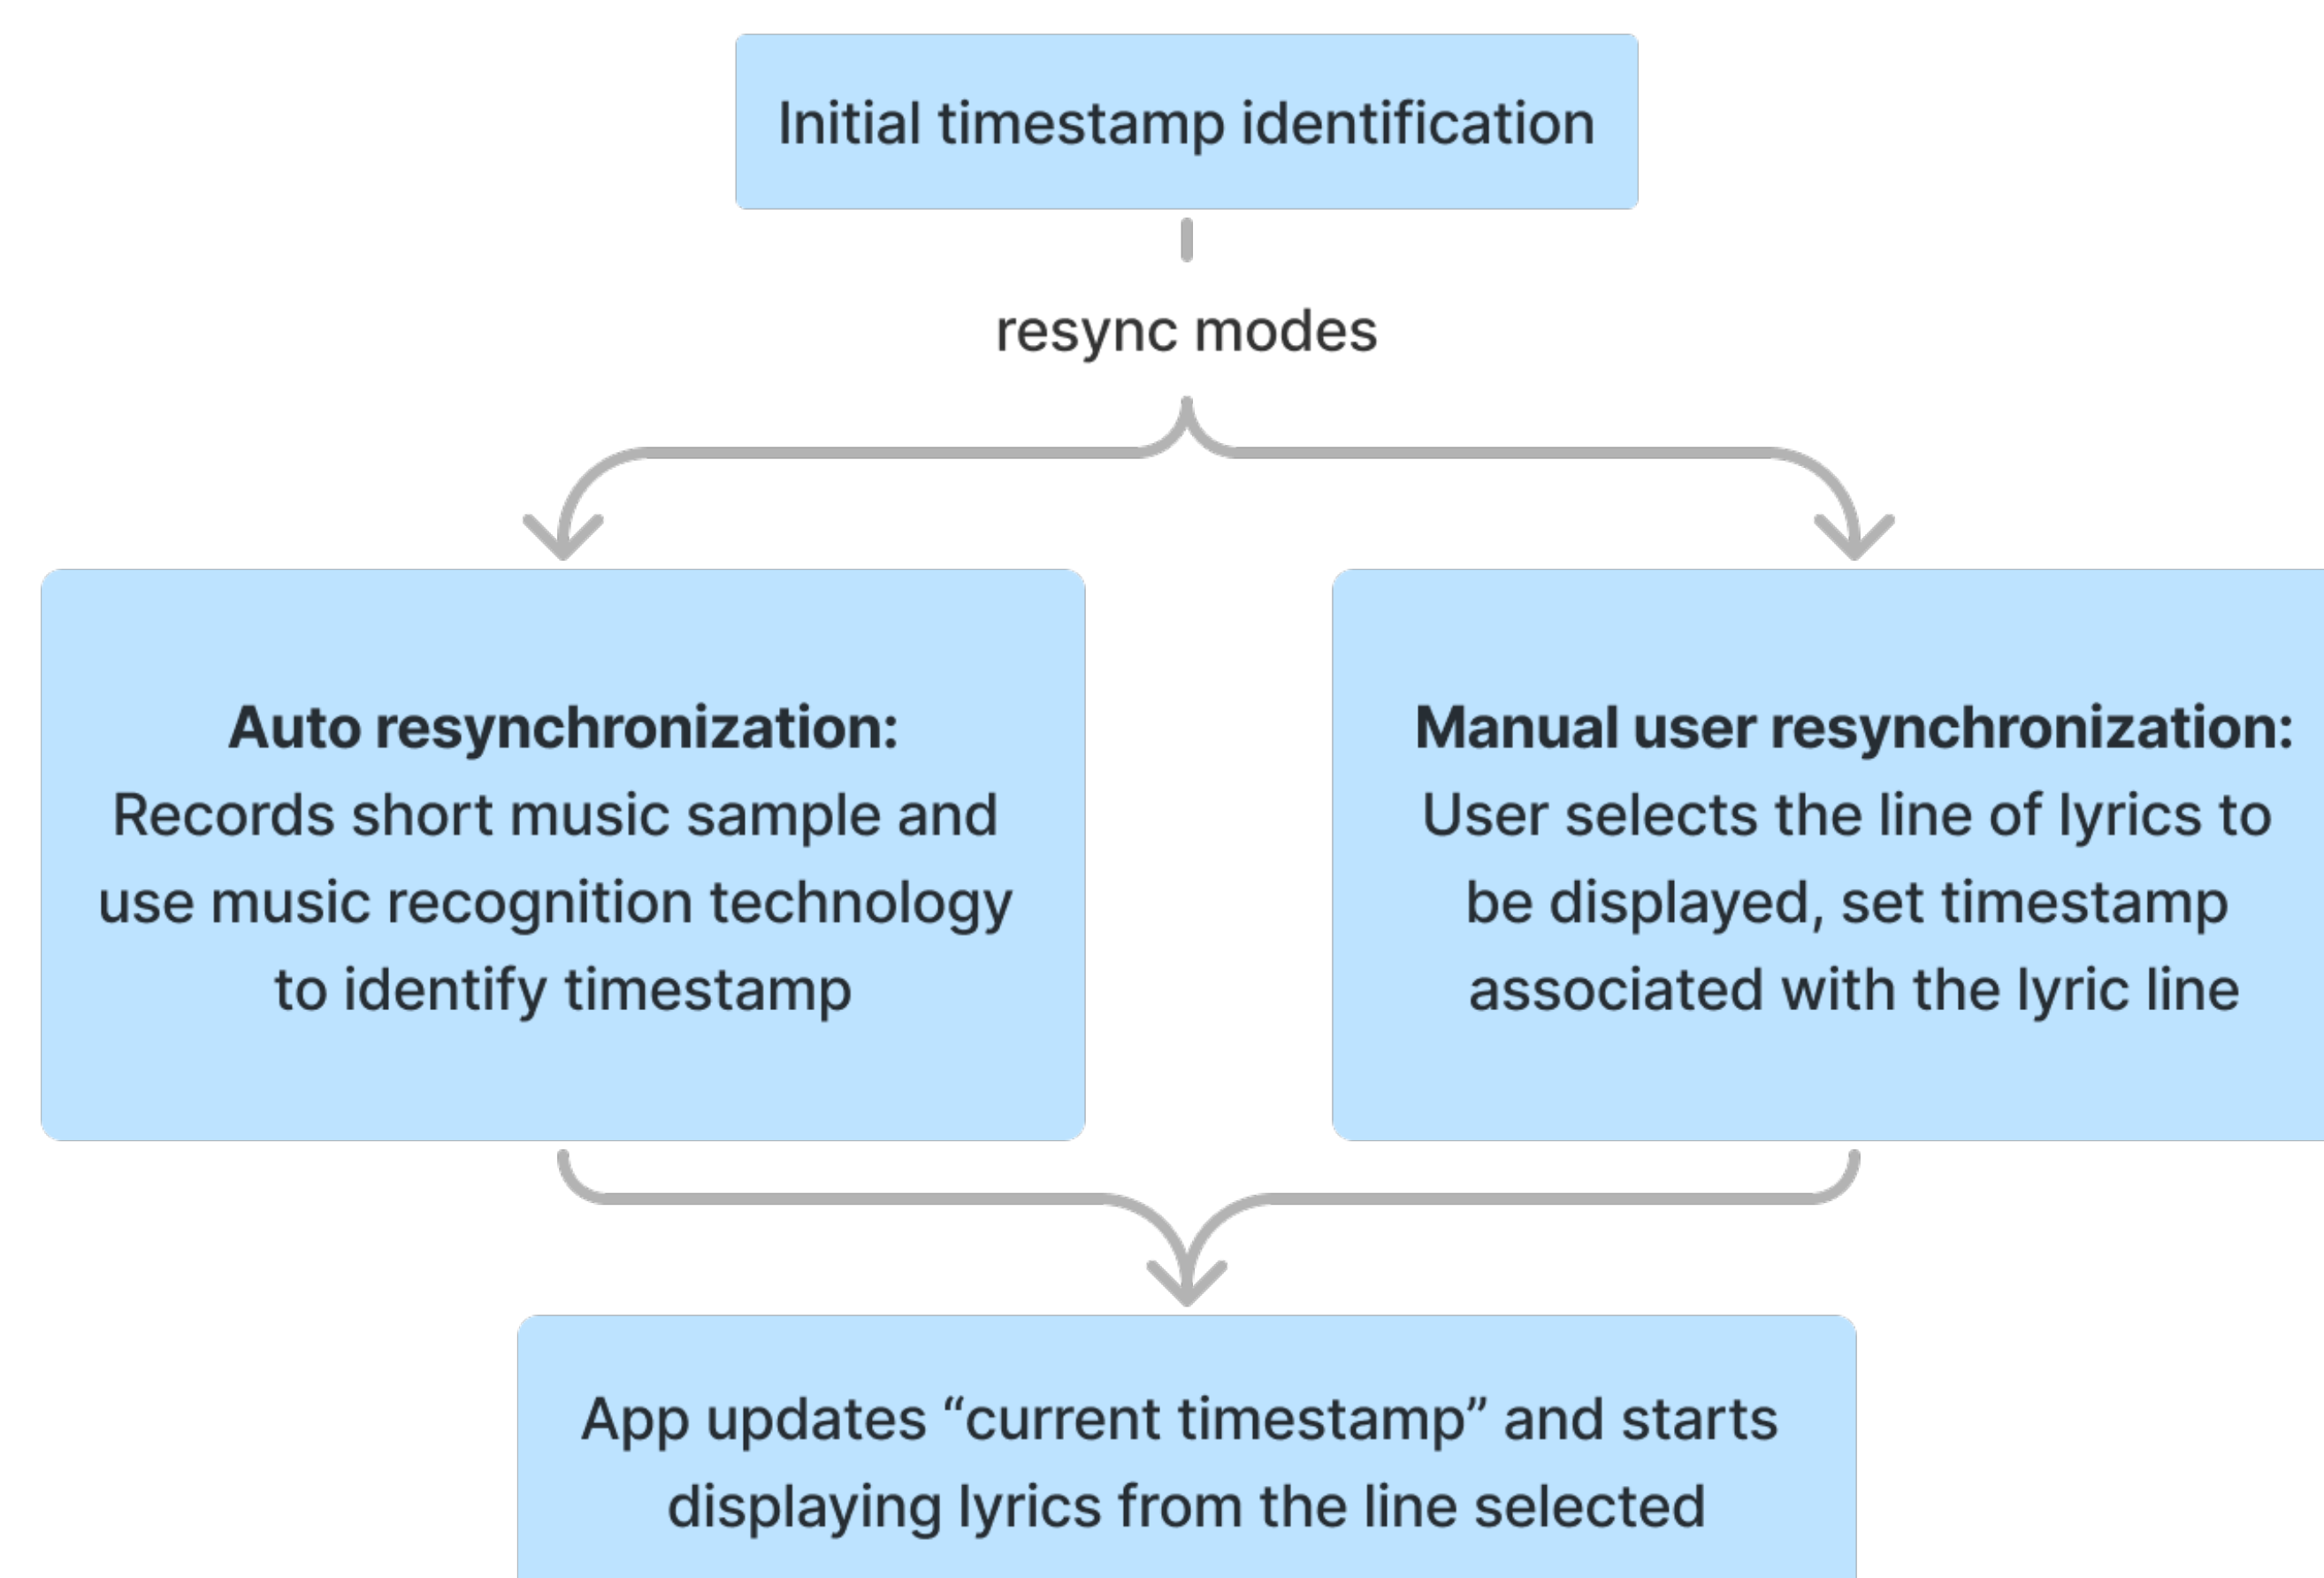 Initial timestamp identification
resync modes
Auto resynchronization:
Records short music sample and
use music recognition technology
to identify timestamp
Manual user resynchronization:
User selects the line of lyrics to
be displayed, set timestamp
associated with the lyric line
App updates “current timestamp” and starts
displaying lyrics from the line selected